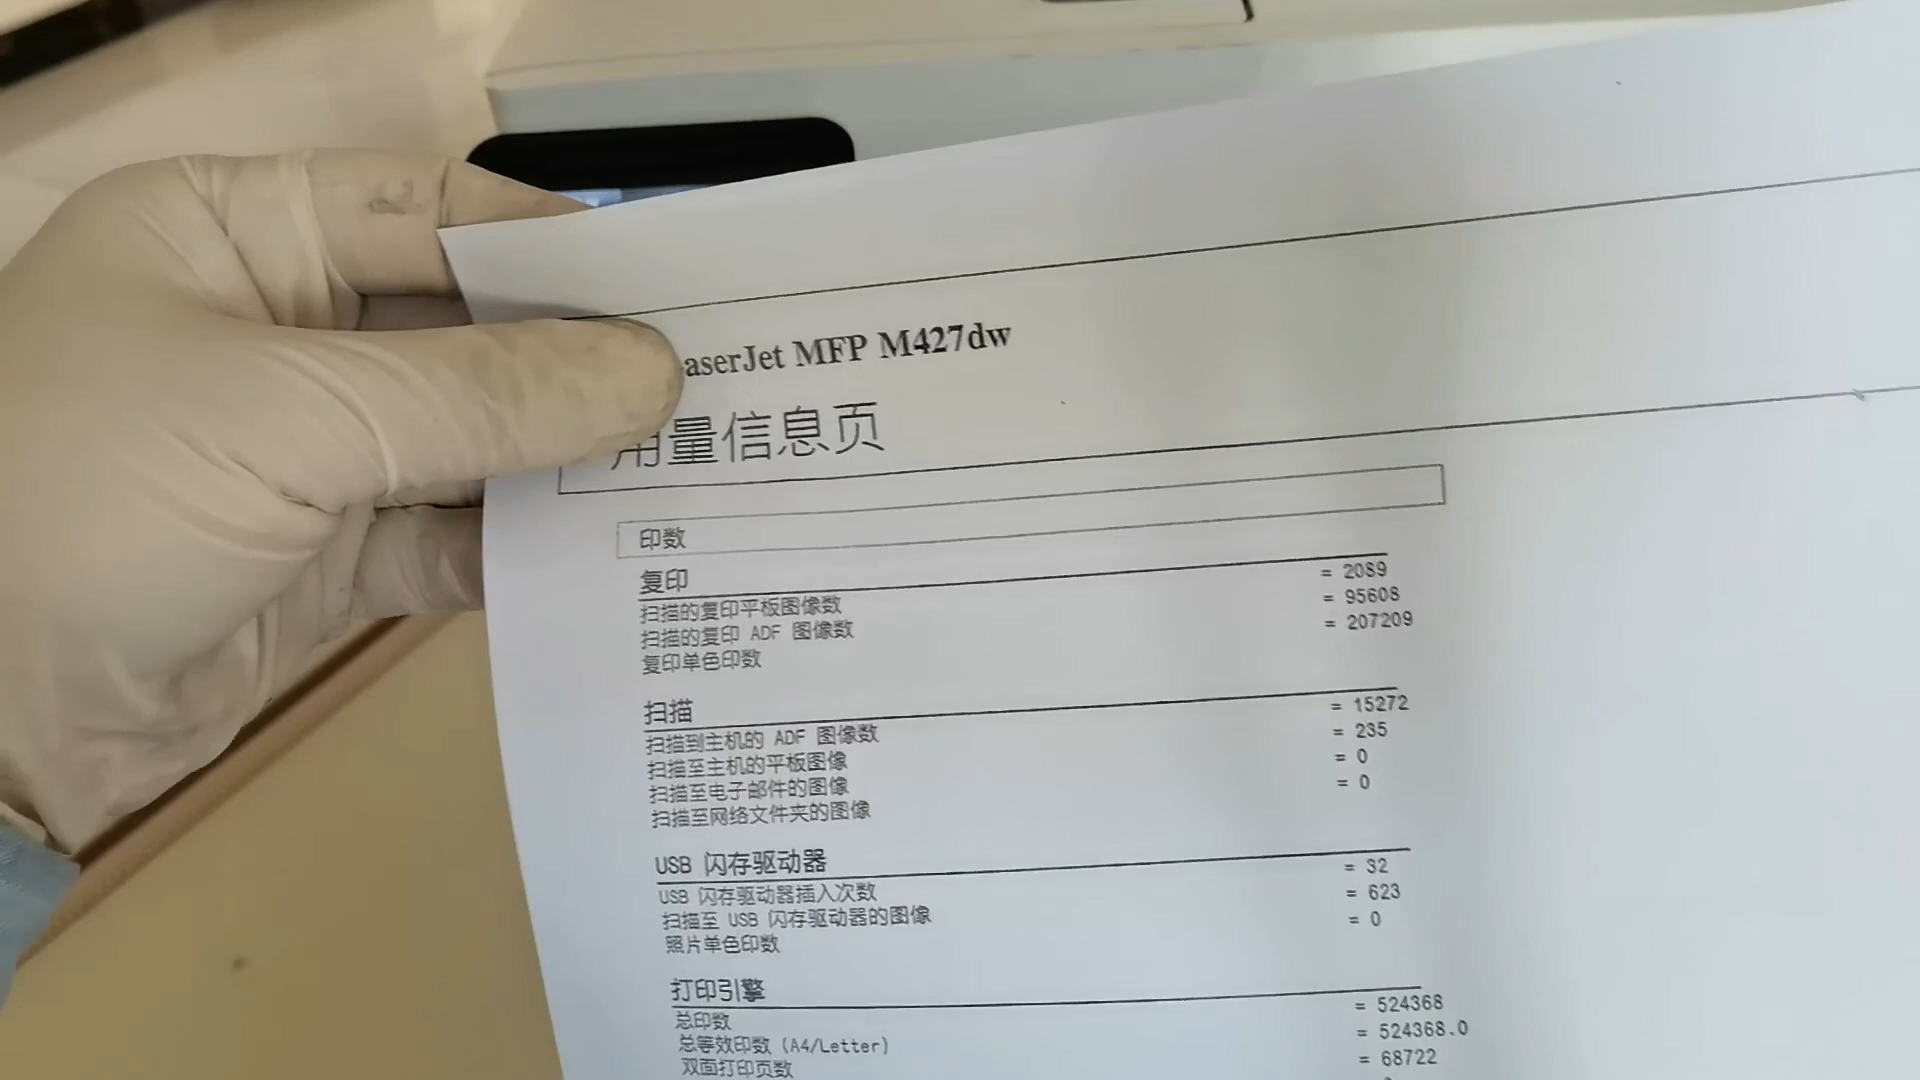 aserJet MFP M427dw
用量信息页
印数
复印
扫描的复印平板图像数 = 2089
扫描的复印 ADF 图像数 = 95608
复印单色印数 = 207209
扫描
扫描到主机的 ADF 图像数 = 15272
扫描至主机的平板图像 = 235
扫描至电子邮件的图像 = 0
扫描至网络文件夹的图像 = 0
USB 闪存驱动器
USB 闪存驱动器插入次数 = 32
扫描至 USB 闪存驱动器的图像 = 623
照片单色印数 = 0
打印引擎
总印数 = 524368
总等效印数 (A4/Letter) = 524368.0
双面打印页数 = 68722